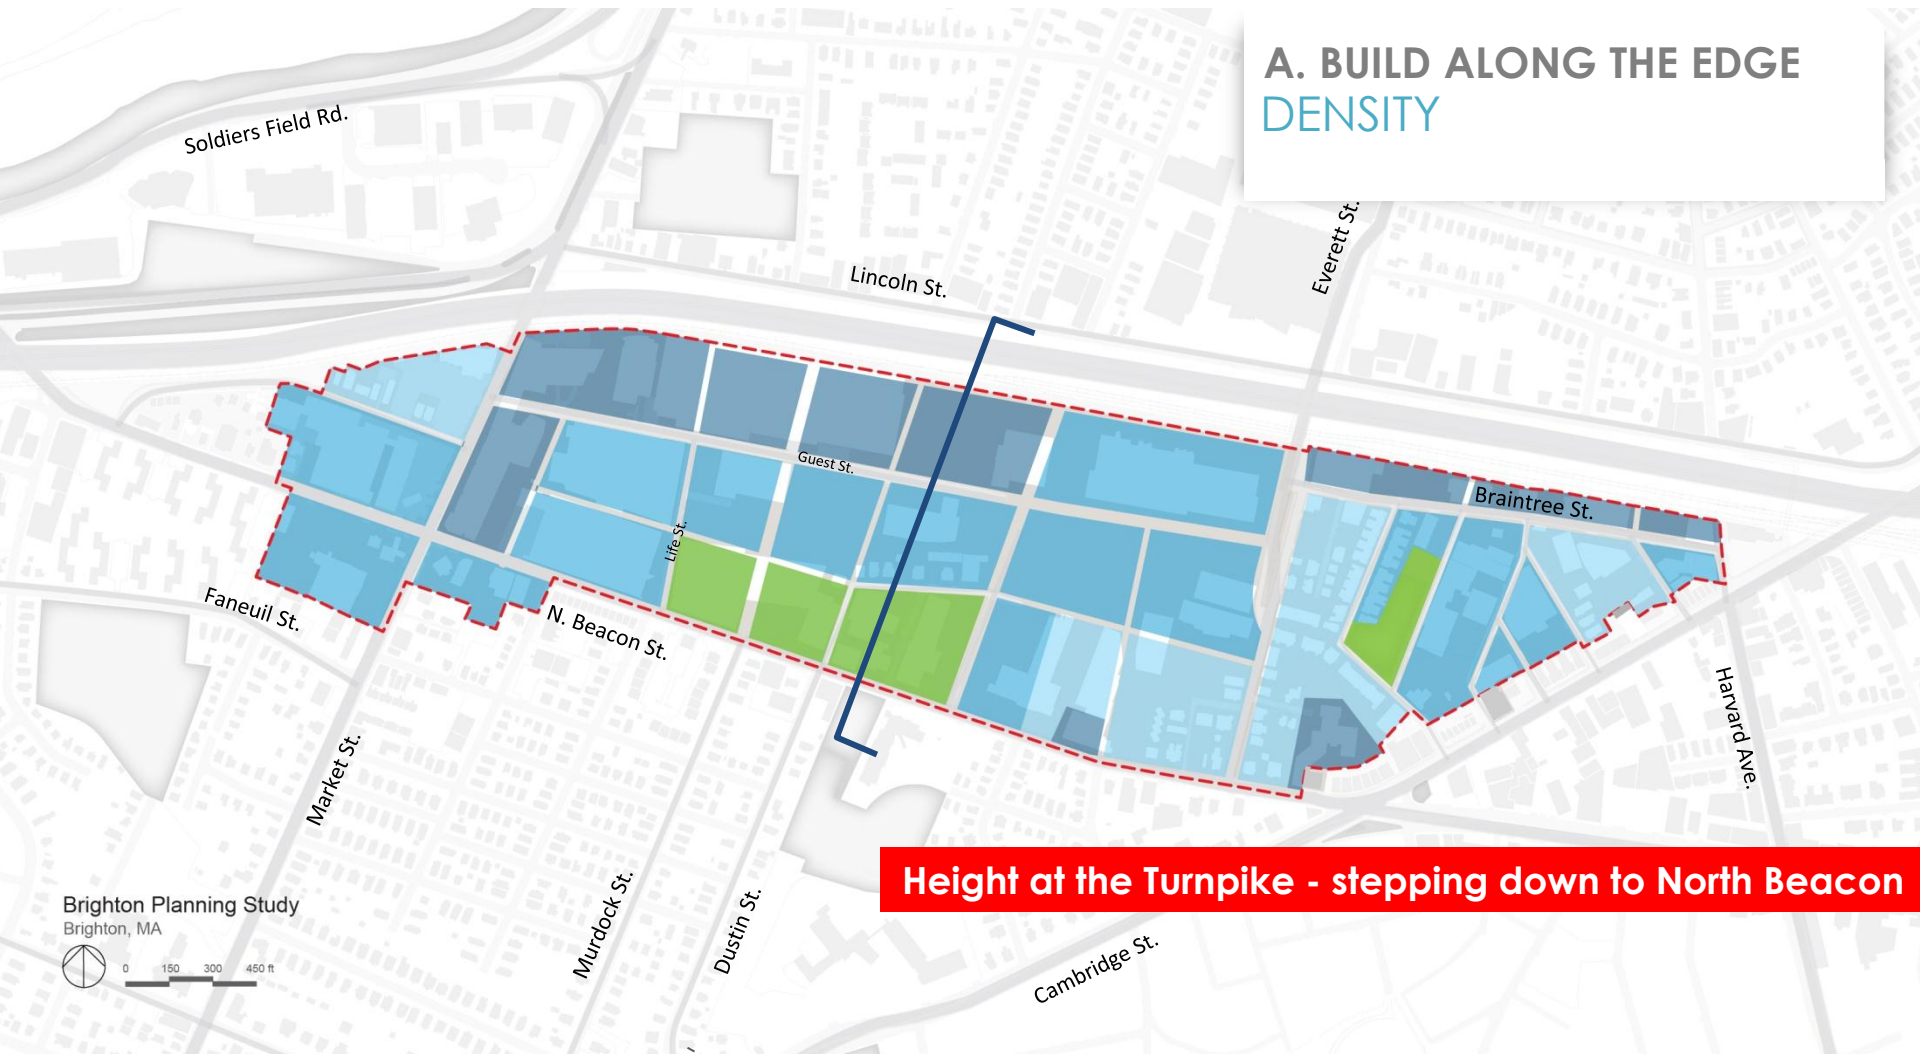 A. BUILD ALONG THE EDGE
DENSITY
Soldiers Field Rd.
Everett St.
Lincoln St.
Guest St.
Braintree St.
Life St.
Faneuil St.
N. Beacon St.
Harvard Ave.
Market St.
Height at the Turnpike - stepping down to North Beacon
Murdock St.
Dustin St.
Cambridge St.
Brighton Planning Study
Brighton, MA
0 150 300 450 ft